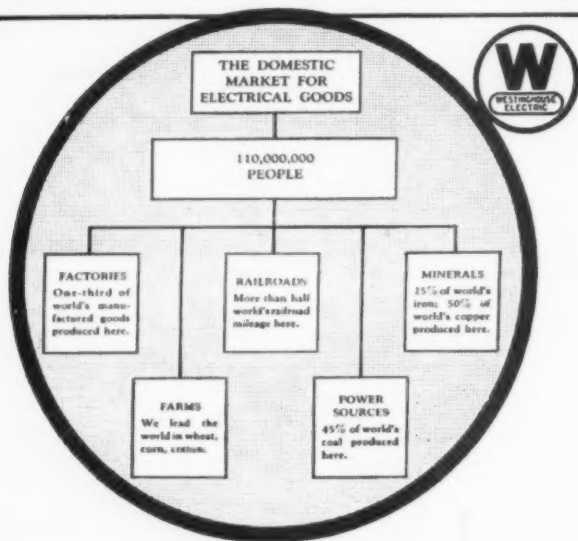 THE DOMESTIC
MARKET FOR
ELECTRICAL GOODS
W
WESTINGHOUSE
ELECTRIC
110,000,000
PEOPLE
FACTORIES
One-third of
world's manu-
factured goods
produced here.
RAILROADS
More than half
world's railroad
mileage here.
MINERALS
25% of world's
iron; 50% of
world's copper
produced here.
FARMS
We lead the
world in wheat,
corn, cotton.
POWER
SOURCES
45% of world's
coal produced
here.